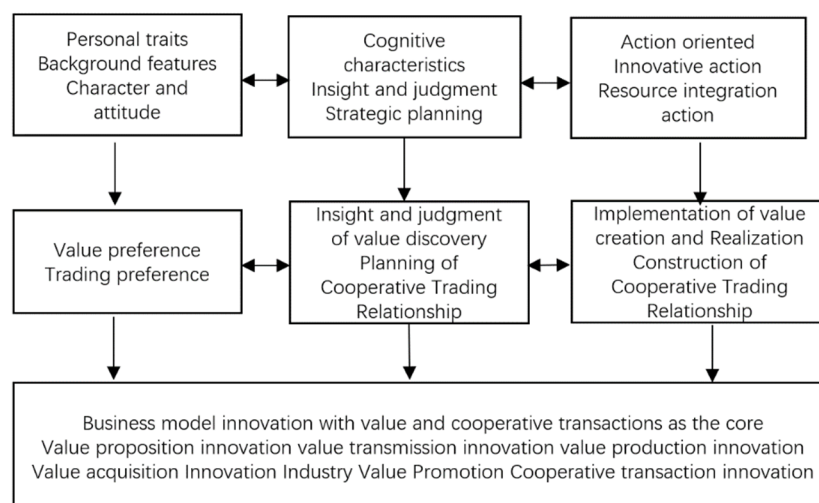 Personal traits
Background features
Character and
attitude
Cognitive
characteristics
Insight and judgment
Strategic planning
Action oriented
Innovative action
Resource integration
action
Value preference
Trading preference
Insight and judgment
of value discovery
Planning of
Cooperative Trading
Relationship
Implementation of value
creation and Realization
Construction of
Cooperative Trading
Relationship
Business model innovation with value and cooperative transactions as the core
Value proposition innovation value transmission innovation value production innovation
Value acquisition Innovation Industry Value Promotion Cooperative transaction innovation